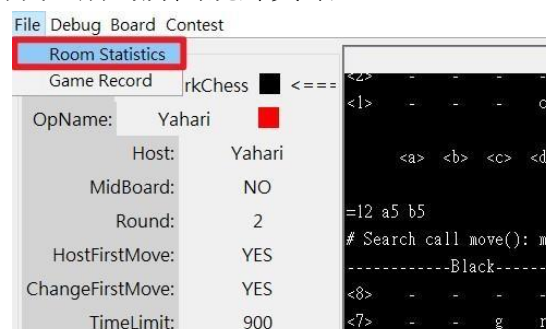 File Debug Board Contest
Room Statistics
Game Record
rkChess <===
OpName: Yahari
Host: Yahari
MidBoard: NO
Round: 2
HostFirstMove: YES
ChangeFirstMove: YES
TimeLimit: 900
<2> - - - -
<1> - - - c
<a> <b> <c> <d
=12 a5 b5
# Search call move(): m
-----------Black------
<8> - - - -
<7> - - g r